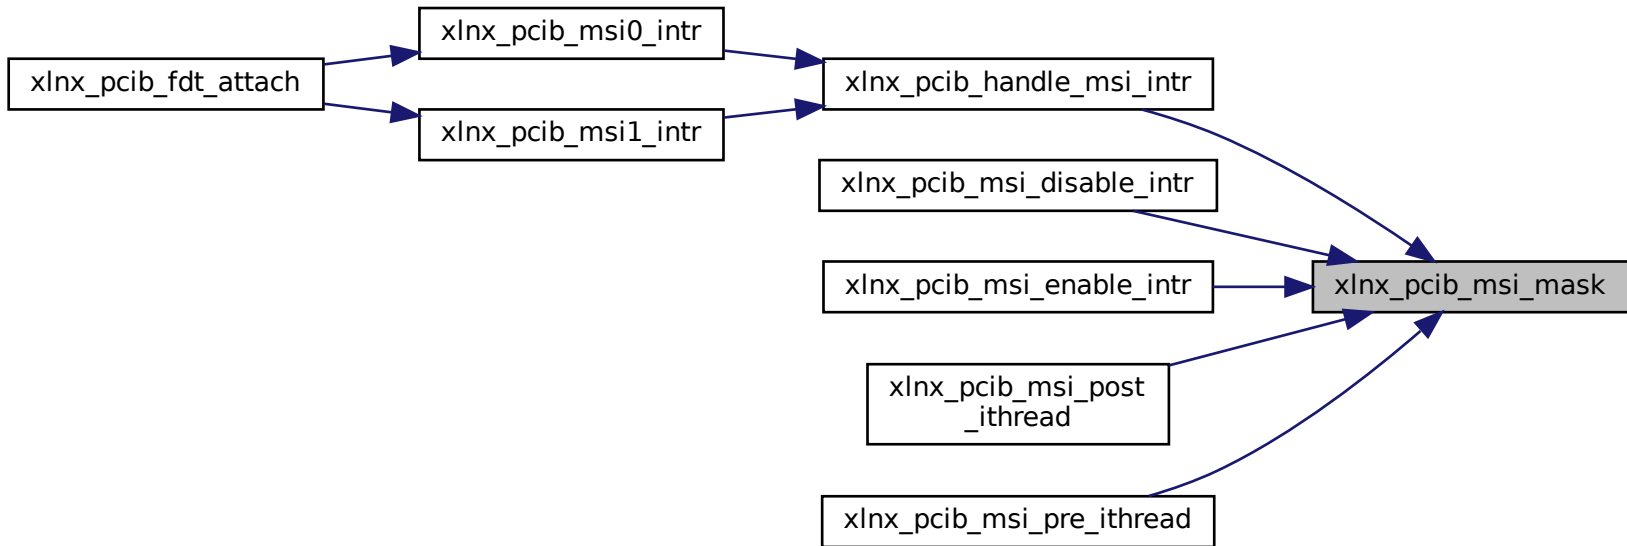 xlnx_pcib_msi0_intr
xlnx_pcib_fdt_attach
xlnx_pcib_handle_msi_intr
xlnx_pcib_msi1_intr
xlnx_pcib_msi_disable_intr
xlnx_pcib_msi_enable_intr
xlnx_pcib_msi_mask
xlnx_pcib_msi_post
_ithread
xlnx_pcib_msi_pre_ithread